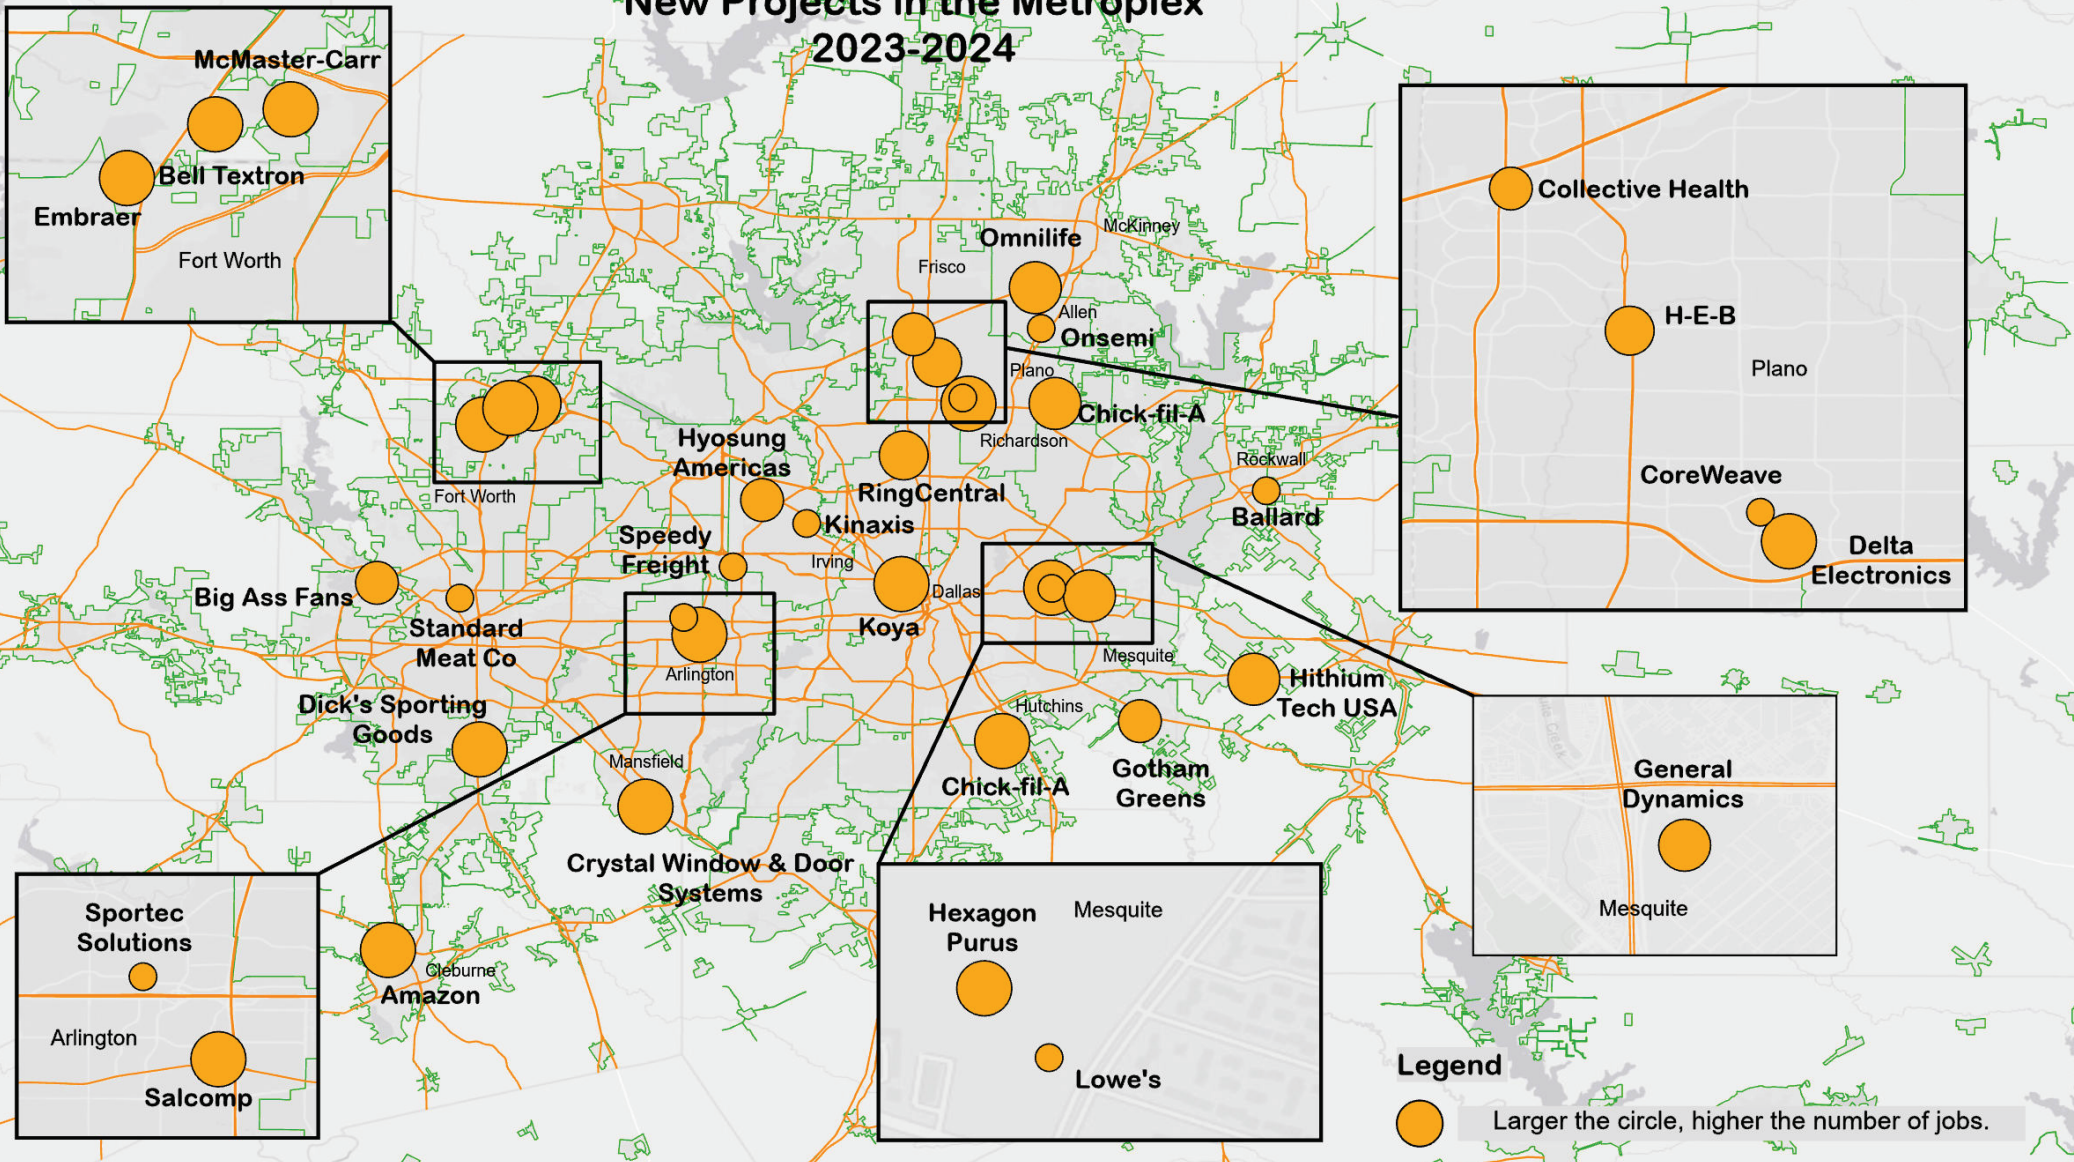 New Projects in the Metroplex
2023-2024
McMaster-Carr
Bell Textron
Embraer
Fort Worth
Collective Health
H-E-B
Plano
CoreWeave
Delta
Electronics
McKinney
Omnilife
Frisco
Allen
Onsemi
Plano
Chick-fil-A
Richardson
Hyosung
Americas
Rockwall
RingCentral
Fort Worth
Ballard
Kinaxis
Speedy
Freight
Irving
Big Ass Fans
Dallas
Koya
Standard
Meat Co
Mesquite
Arlington
Hithium
Tech USA
Dick's Sporting
Goods
Hutchins
Mansfield
Gotham
Greens
Chick-fil-A
General
Dynamics
Mesquite
Crystal Window & Door
Systems
Sportec
Solutions
Arlington
Salcomp
Cleburne
Amazon
Hexagon
Purus
Mesquite
Lowe's
Legend
Larger the circle, higher the number of jobs.